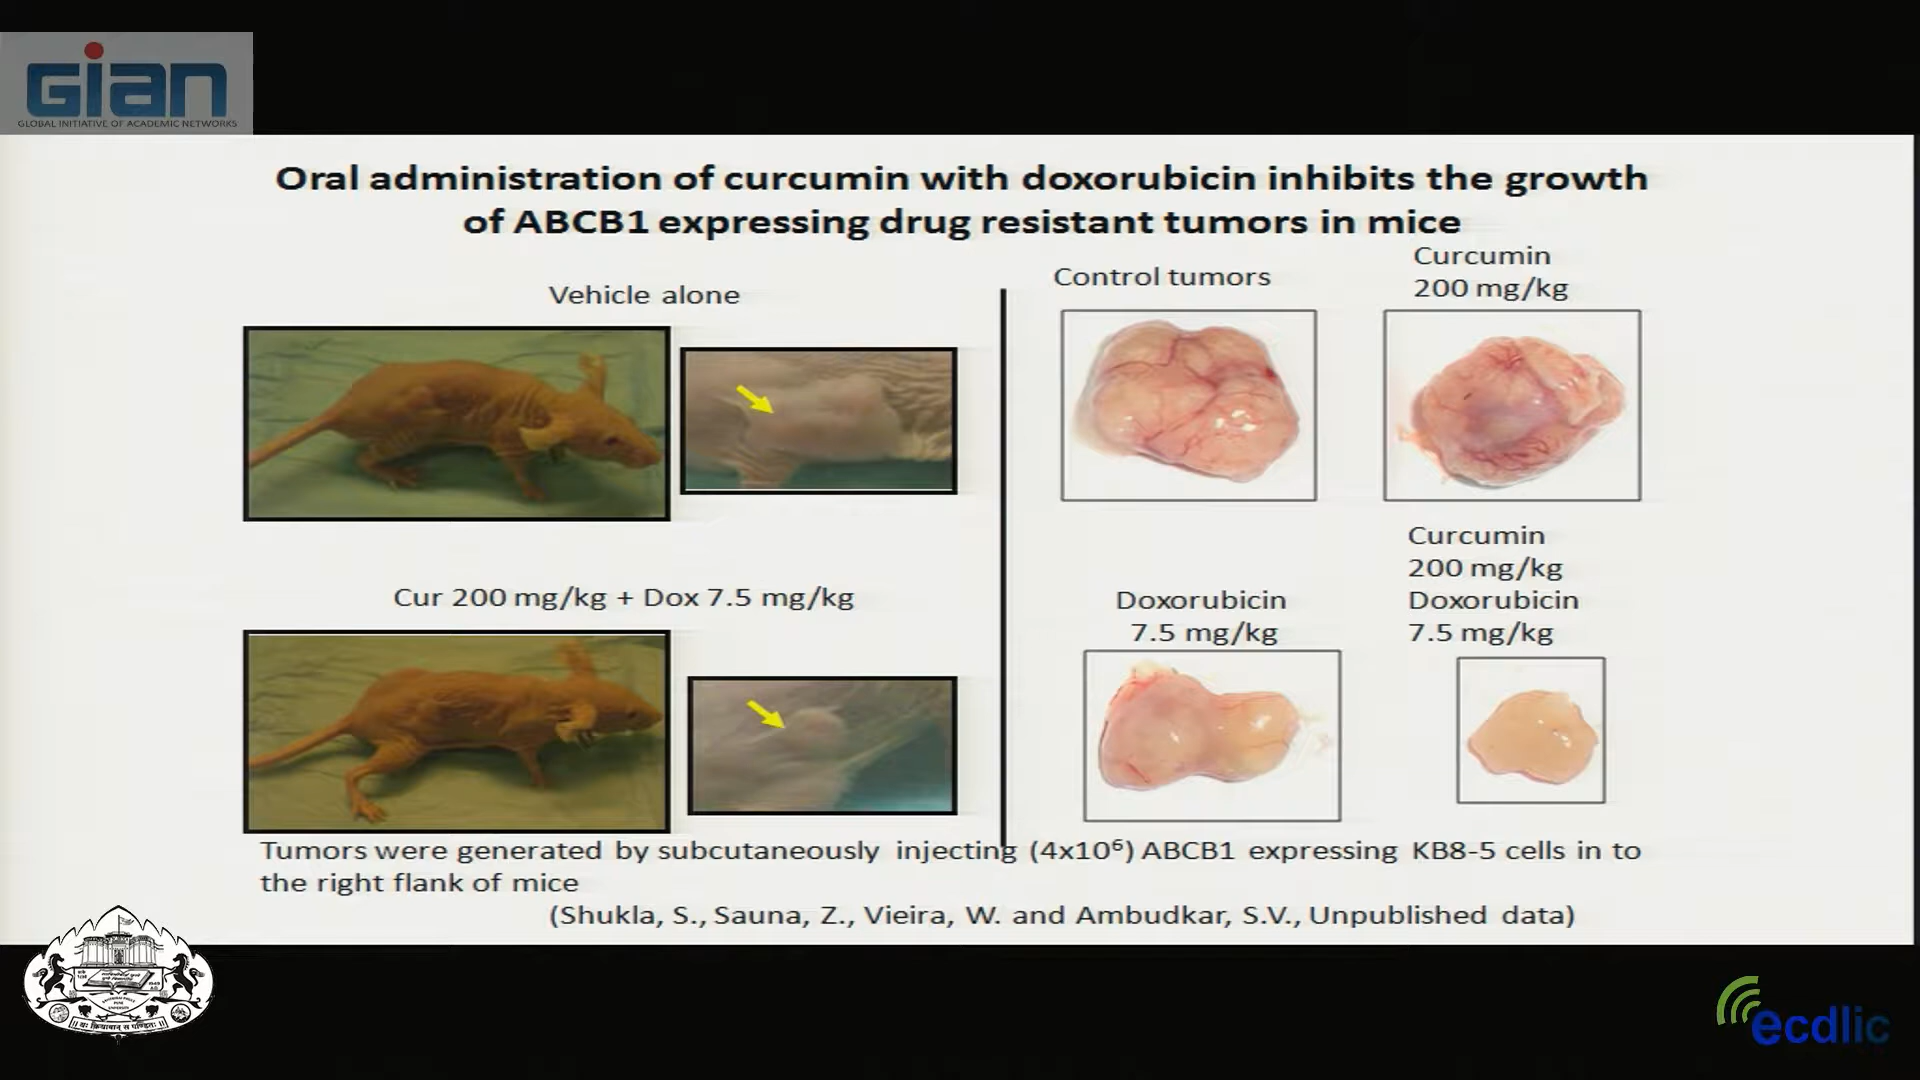 Gian
GLOBAL INITIATIVE OF ACADEMIC NETWORKS
Oral administration of curcumin with doxorubicin inhibits the growth
of ABCB1 expressing drug resistant tumors in mice
Vehicle alone
Cur 200 mg/kg + Dox 7.5 mg/kg
Control tumors
Curcumin
200 mg/kg
Doxorubicin
7.5 mg/kg
Curcumin
200 mg/kg
Doxorubicin
7.5 mg/kg
Tumors were generated by subcutaneously injecting (4x10⁶) ABCB1 expressing KB8-5 cells in to
the right flank of mice
(Shukla, S., Sauna, Z., Vieira, W. and Ambudkar, S.V., Unpublished data)
ecdlic